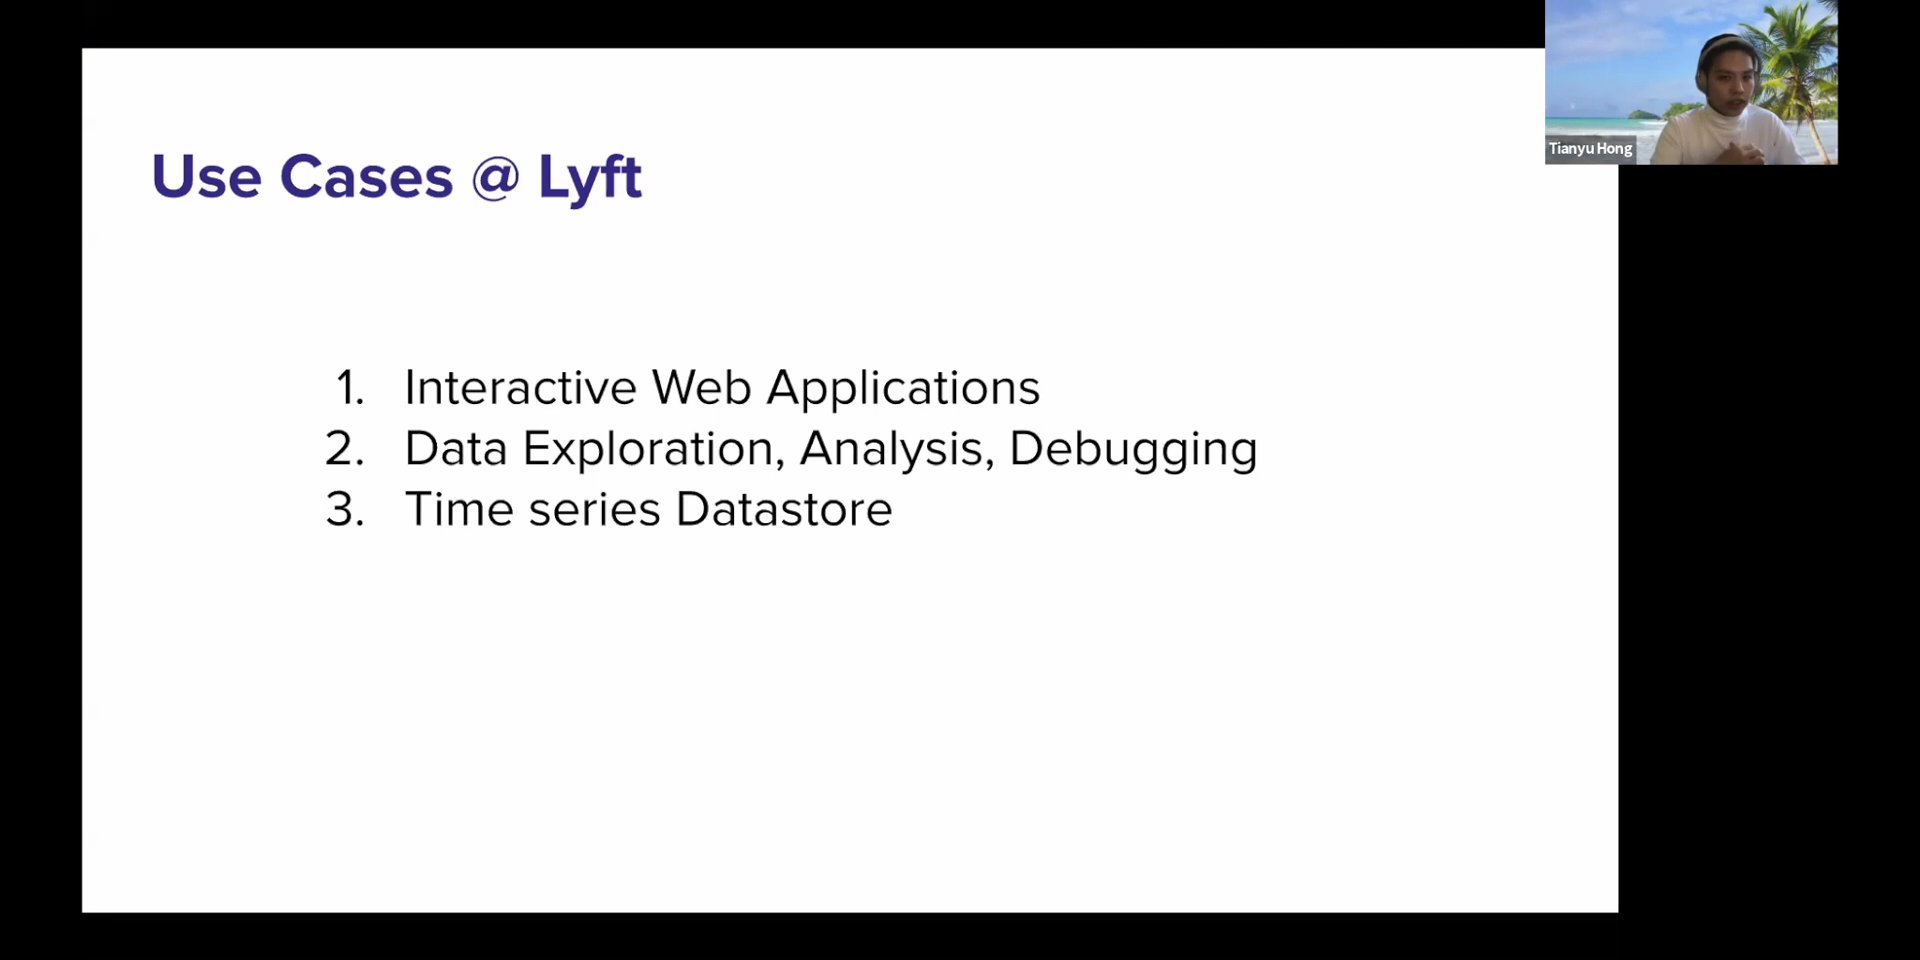 Use Cases @ Lyft
1. Interactive Web Applications
2. Data Exploration, Analysis, Debugging
3. Time series Datastore
Tianyu Hong